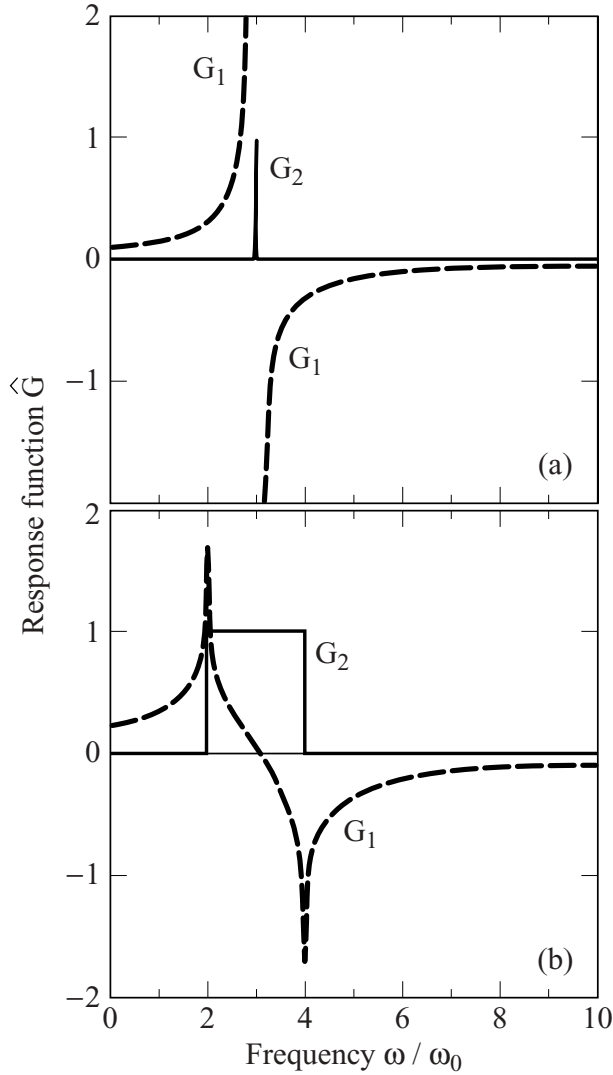 2
G1
1
G2
0
G1
−1
Response function Ĝ
(a)
2
1
G2
0
G1
−1
(b)
−2
0 2 4 6 8 10
Frequency ω / ω0